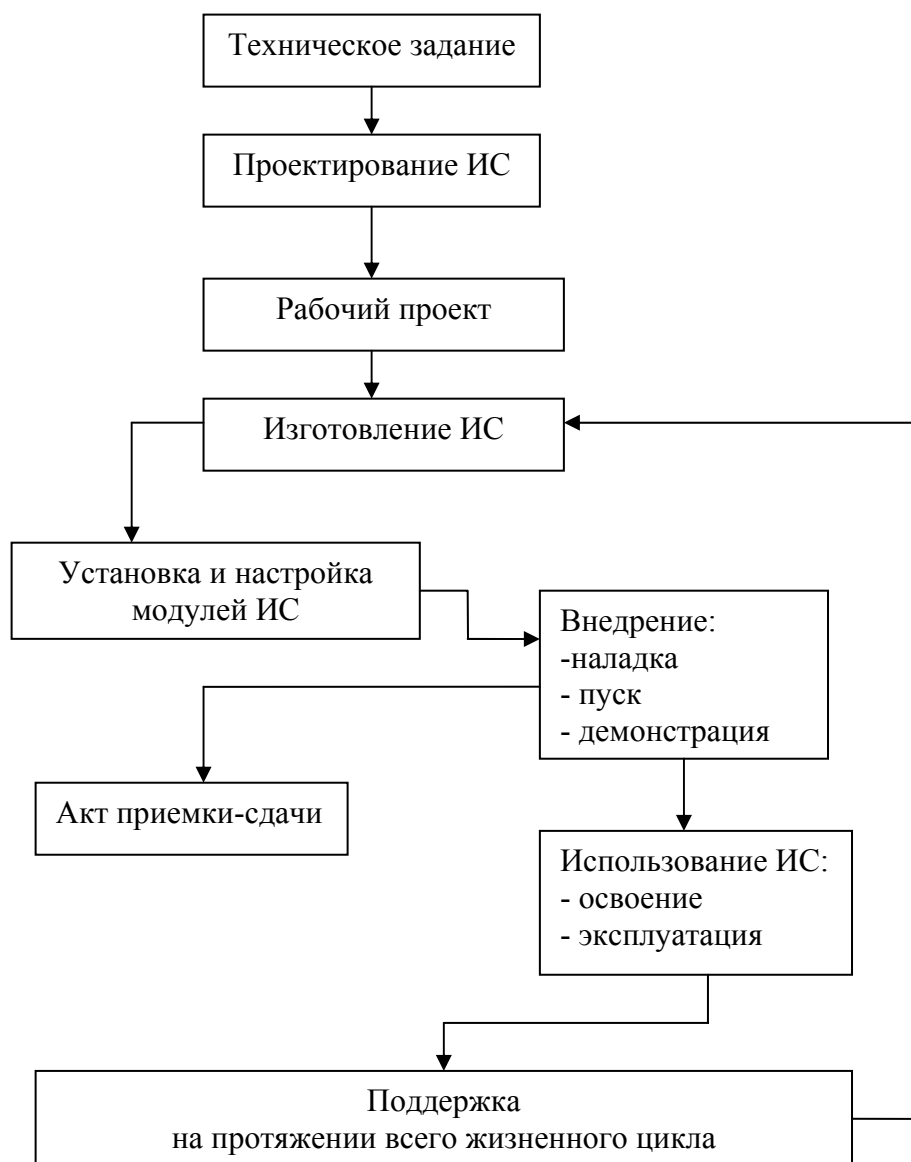 Техническое задание
Проектирование ИС
Рабочий проект
Изготовление ИС
Установка и настройка
модулей ИС
Внедрение:
-наладка
- пуск
- демонстрация
Акт приемки-сдачи
Использование ИС:
- освоение
- эксплуатация
Поддержка
на протяжении всего жизненного цикла